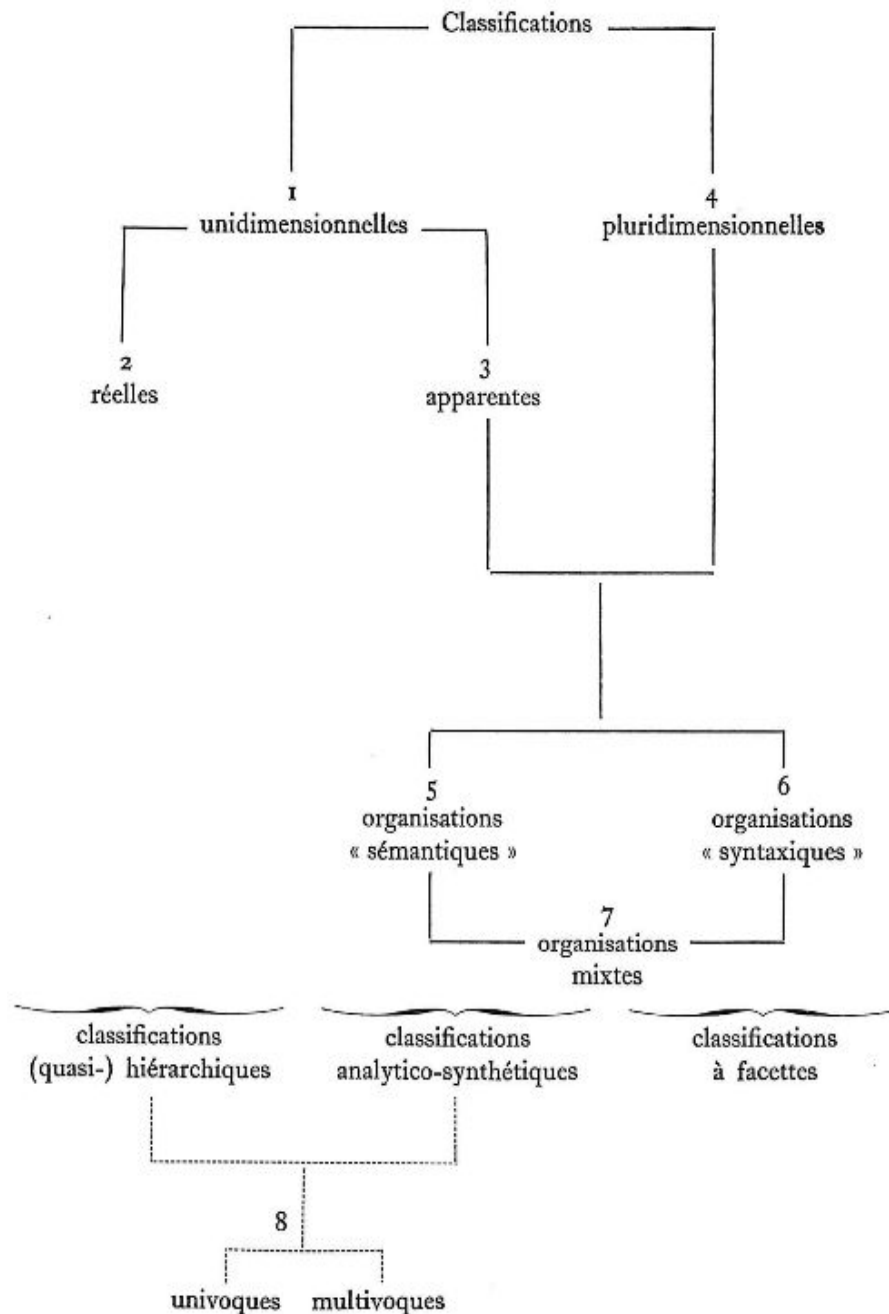 Classifications
1
unidimensionnelles
4
pluridimensionnelles
2
réelles
3
apparentes
5
organisations
« sémantiques »
6
organisations
« syntaxiques »
7
organisations
mixtes
classifications
(quasi-) hiérarchiques
classifications
analytico-synthétiques
classifications
à facettes
8
univoques
multivoques